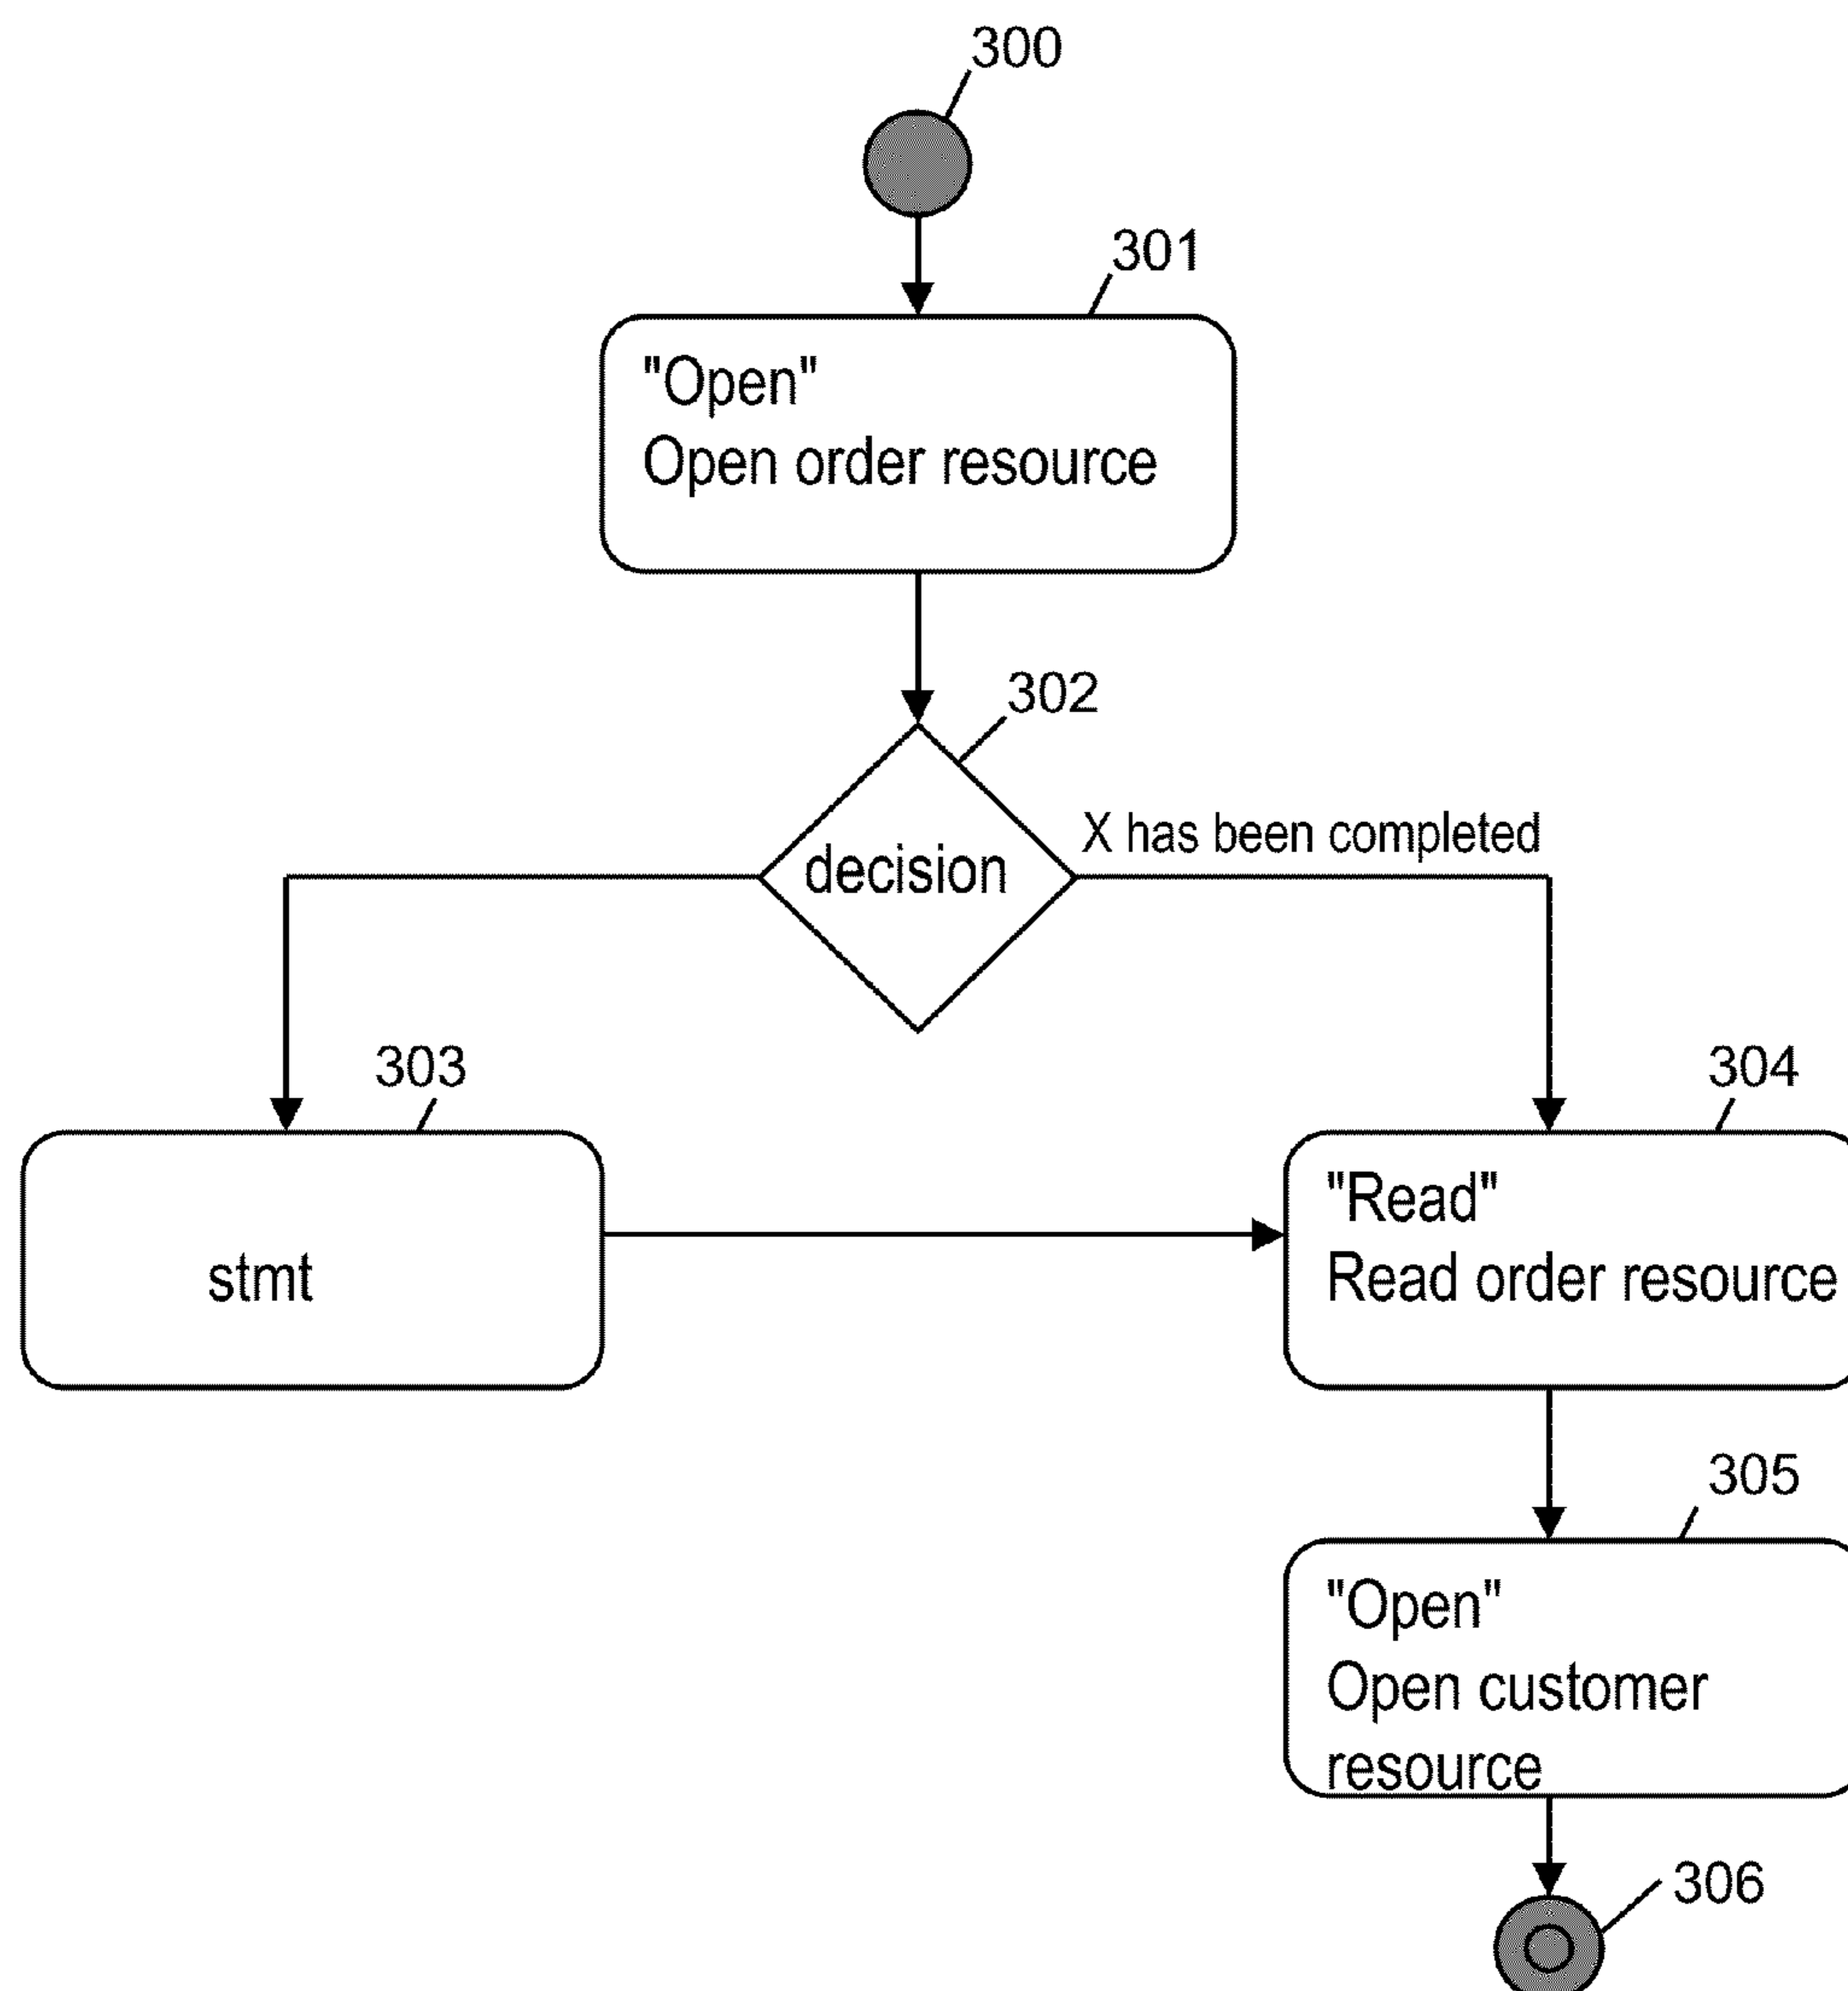 300
301
"Open"
Open order resource
302
X has been completed
decision
303
304
stmt
"Read"
Read order resource
305
"Open"
Open customer
resource
306